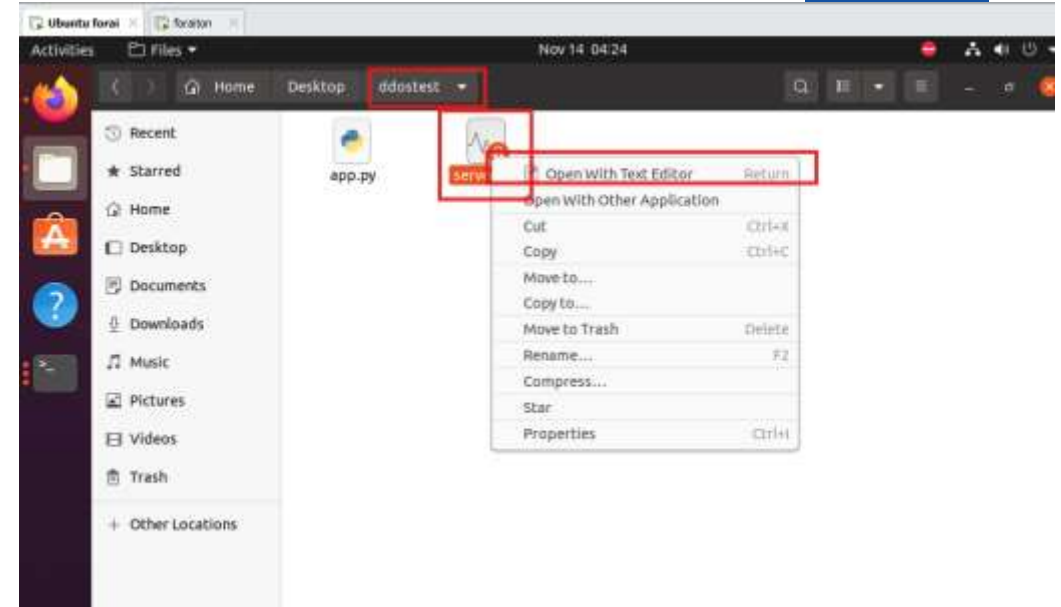 Ubuntu forai
foraiton
Activities Files Nov 14 04:24
Home Desktop ddostest
Recent
Starred
Home
Desktop
Documents
Downloads
Music
Pictures
Videos
Trash
Other Locations
app.py
Open With Text Editor Return
Open With Other Application
Cut Ctrl+X
Copy Ctrl+C
Move to...
Copy to...
Move to Trash Delete
Rename... F2
Compress...
Star
Properties Ctrl+I